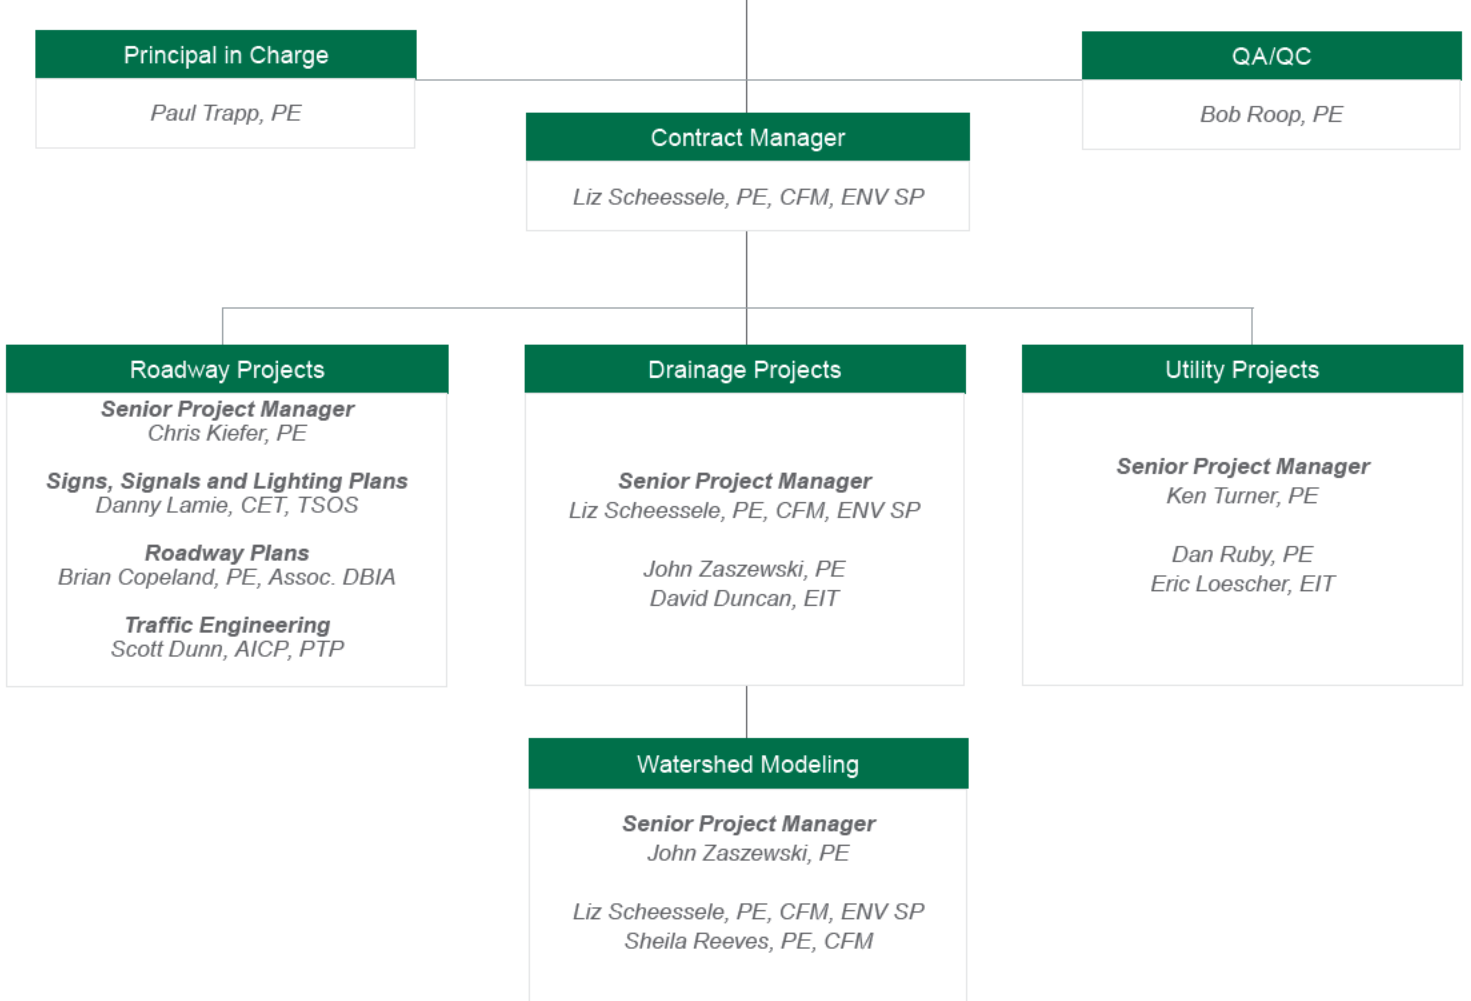 Principal in Charge
Paul Trapp, PE
QA/QC
Bob Roop, PE
Contract Manager
Liz Scheessele, PE, CFM, ENV SP
Roadway Projects
Senior Project Manager
Chris Kiefer, PE
Signs, Signals and Lighting Plans
Danny Lamie, CET, TSOS
Roadway Plans
Brian Copeland, PE, Assoc. DBIA
Traffic Engineering
Scott Dunn, AICP, PTP
Drainage Projects
Senior Project Manager
Liz Scheessele, PE, CFM, ENV SP
John Zaszewski, PE
David Duncan, EIT
Utility Projects
Senior Project Manager
Ken Turner, PE
Dan Ruby, PE
Eric Loescher, EIT
Watershed Modeling
Senior Project Manager
John Zaszewski, PE
Liz Scheessele, PE, CFM, ENV SP
Sheila Reeves, PE, CFM